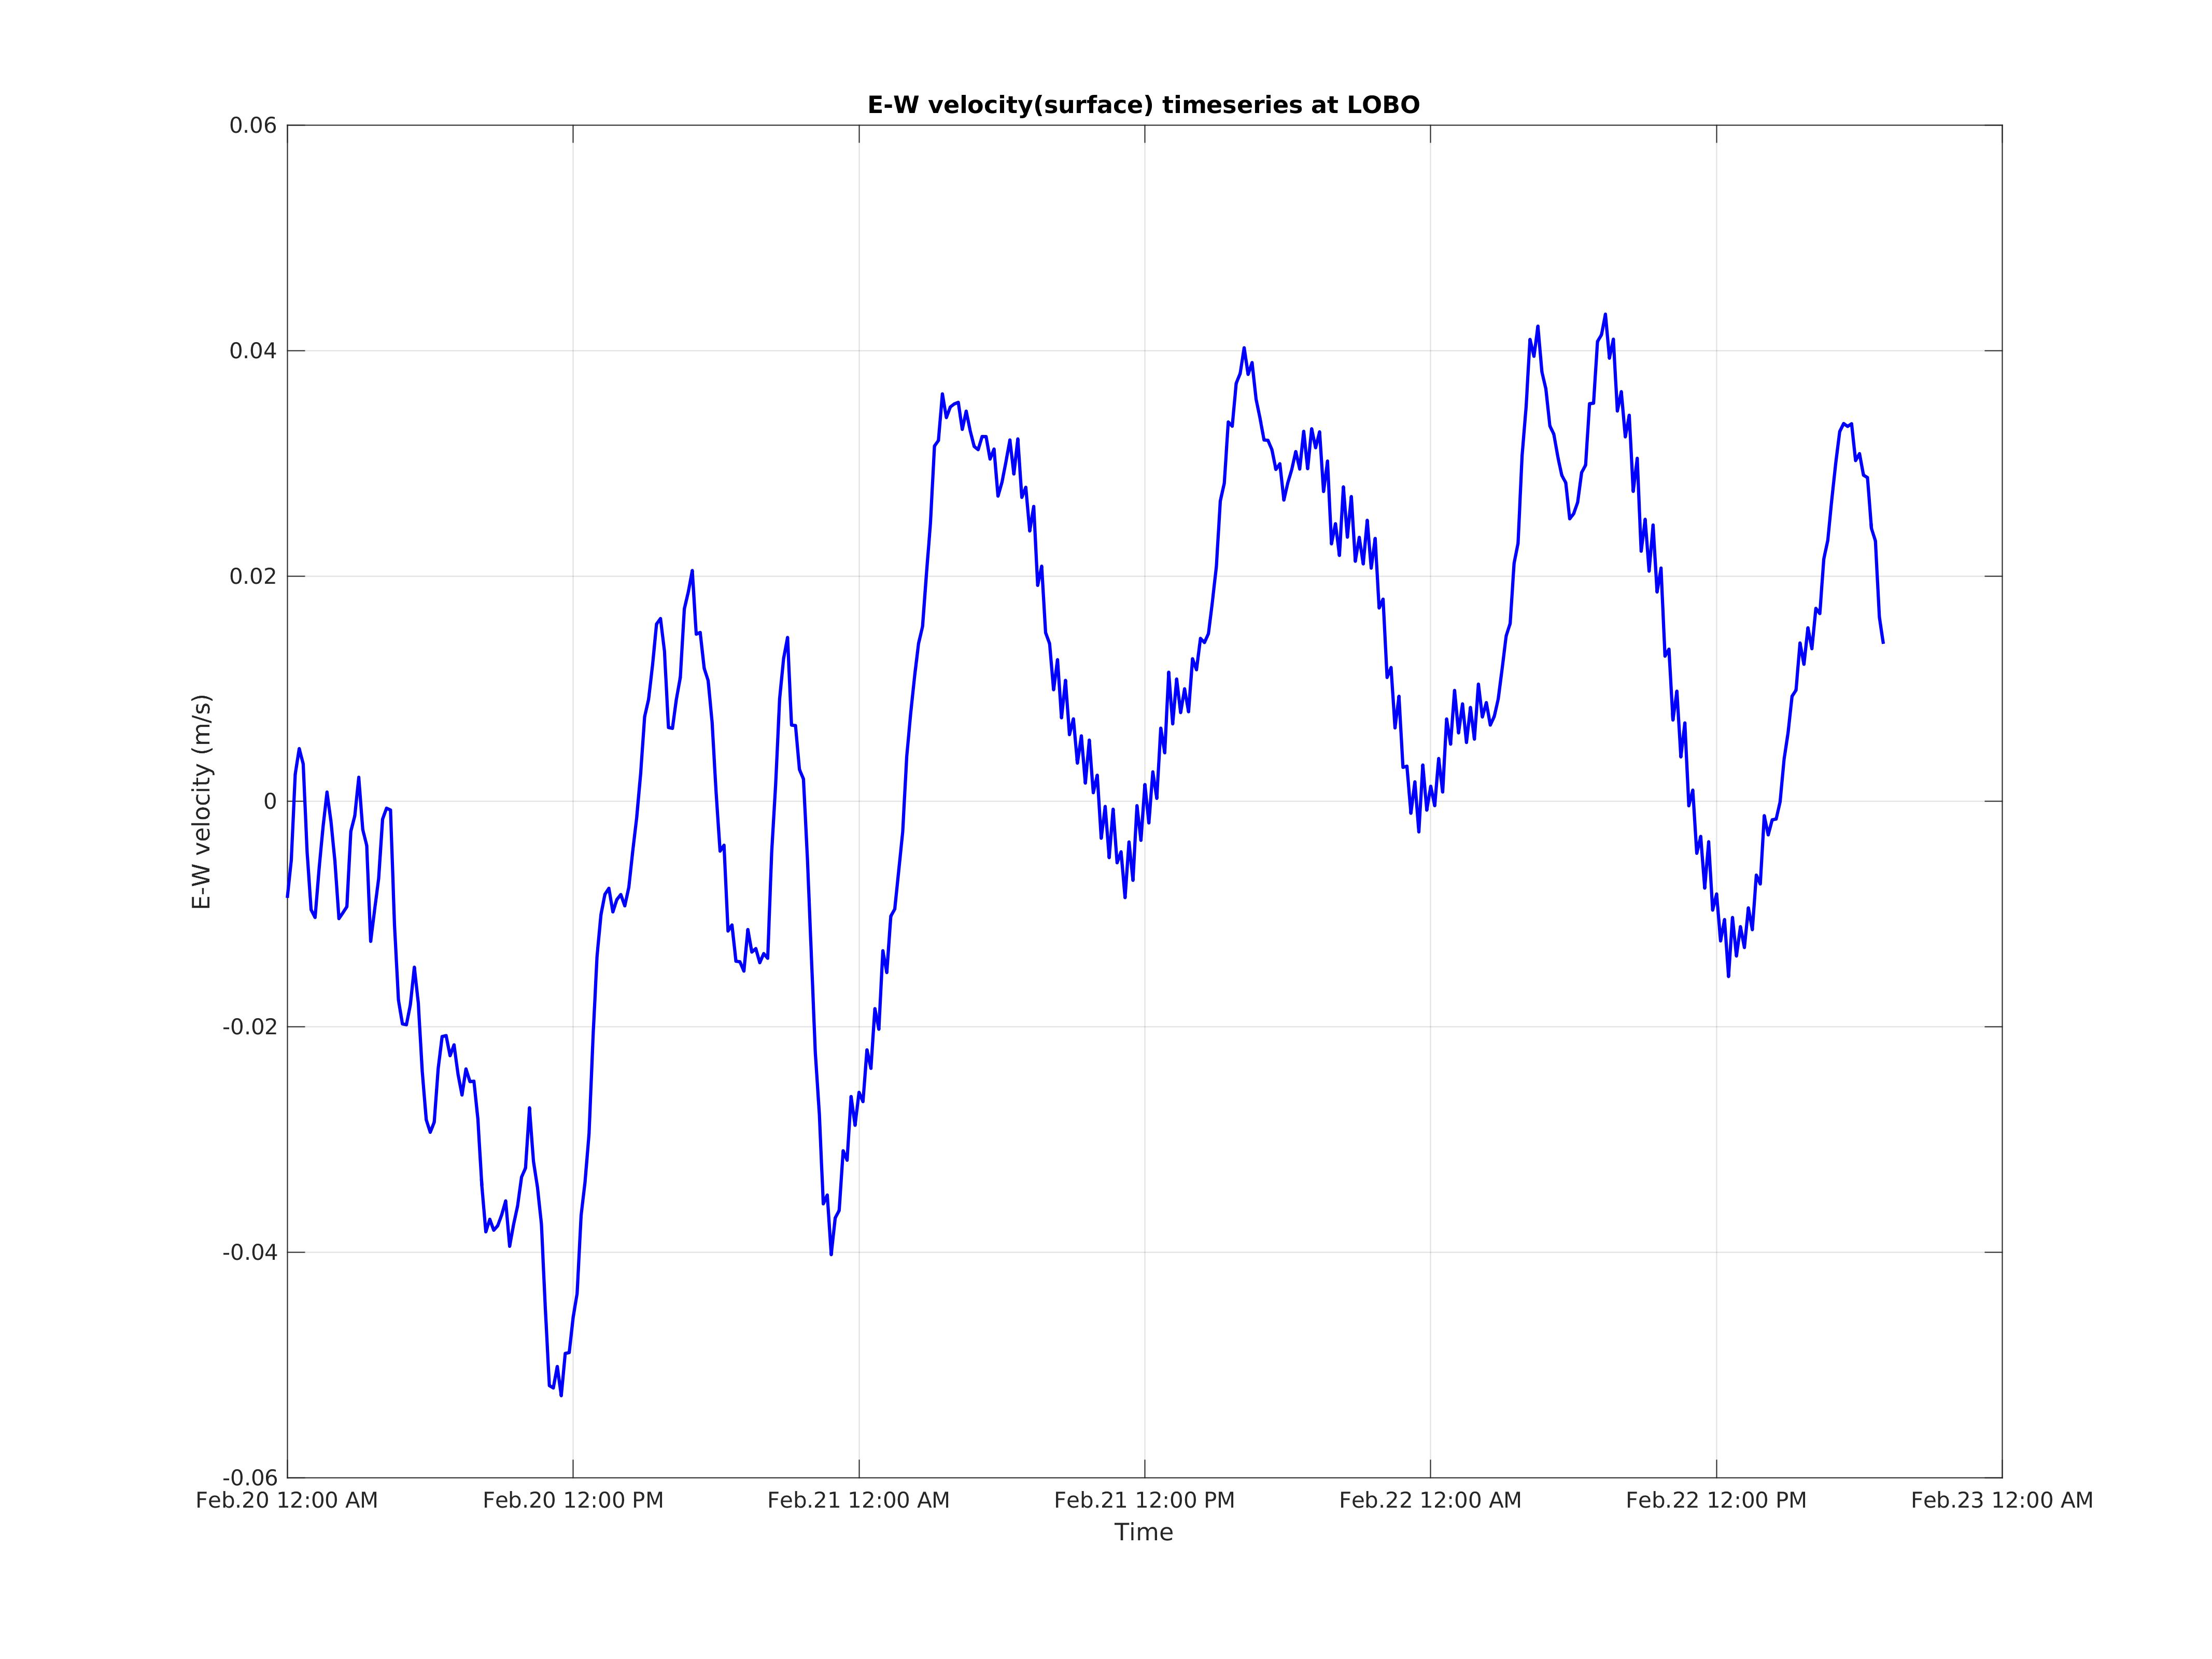 E-W velocity(surface) timeseries at LOBO
0.06
0.04
0.02
0
-0.02
-0.04
-0.06
E-W velocity (m/s)
Feb.20 12:00 AM
Feb.20 12:00 PM
Feb.21 12:00 AM
Feb.21 12:00 PM
Feb.22 12:00 AM
Feb.22 12:00 PM
Feb.23 12:00 AM
Time